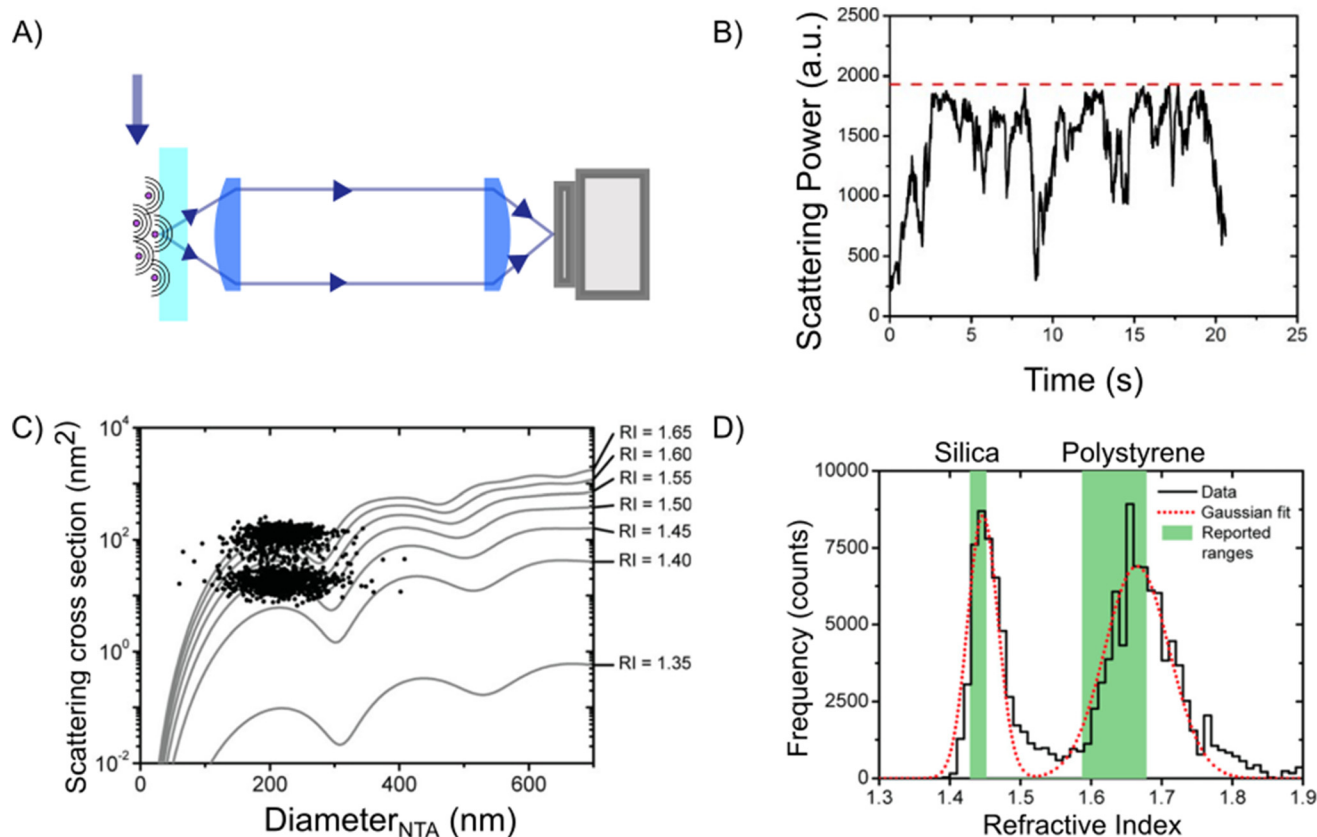 A)
B)
Scattering Power (a.u.)
2500
2000
1500
1000
500
0
0
5
10
15
20
25
Time (s)
C)
Scattering cross section (nm²)
10⁴
10³
10²
10¹
10⁰
10⁻¹
10⁻²
0
200
400
600
Diameter_NTA (nm)
RI = 1.65
RI = 1.60
RI = 1.55
RI = 1.50
RI = 1.45
RI = 1.40
RI = 1.35
D)
Silica
Polystyrene
Frequency (counts)
10000
7500
5000
2500
0
Data
Gaussian fit
Reported
ranges
1.3
1.4
1.5
1.6
1.7
1.8
1.9
Refractive Index